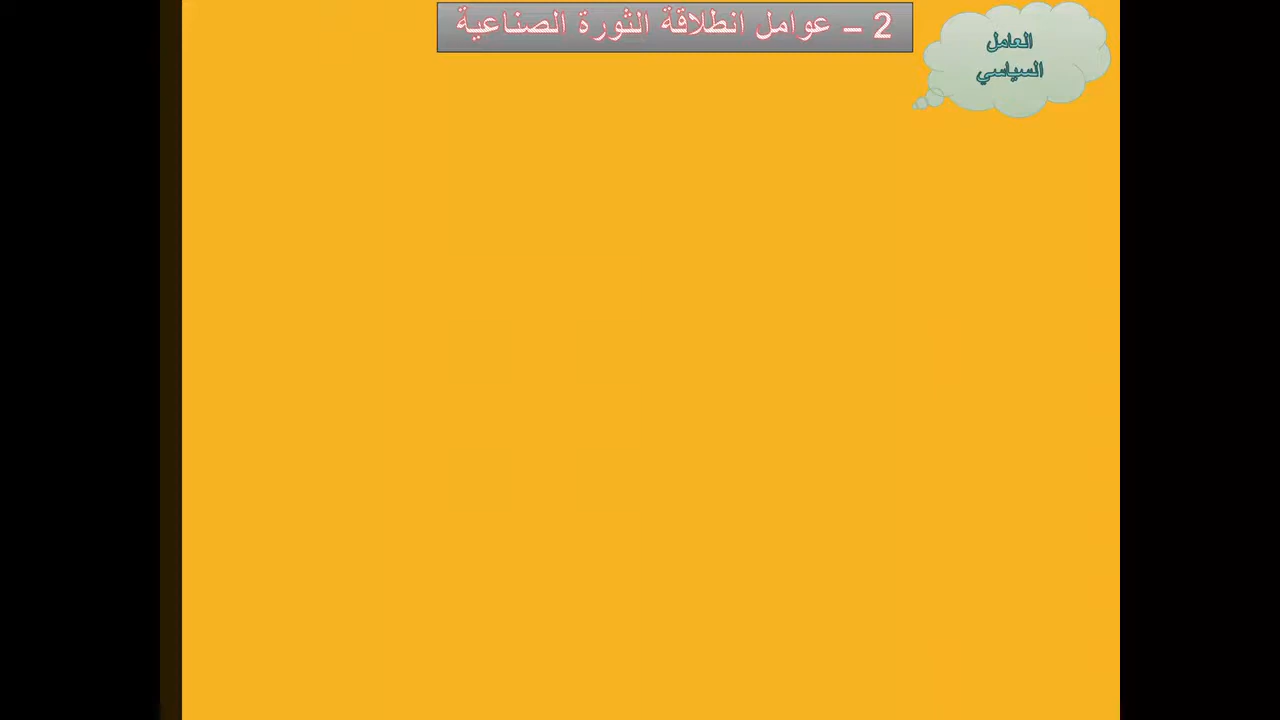 2 – عوامل انطلاقة الثورة الصناعية
العامل
السياسي